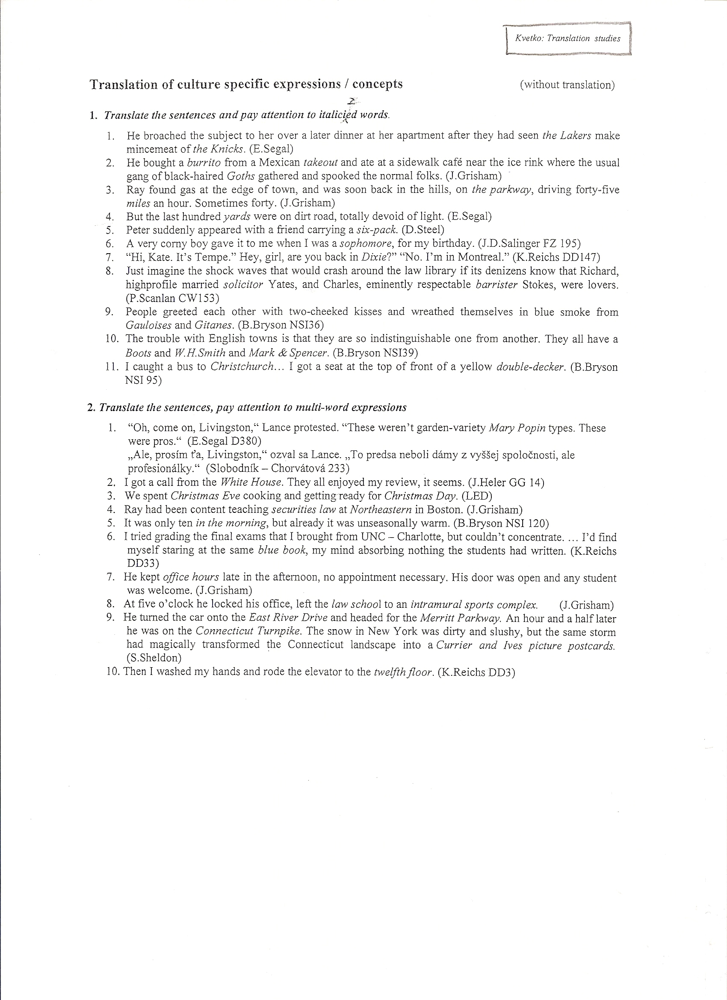 Kvetko: Translation studies
Translation of culture specific expressions / concepts (without translation)
z
1. Translate the sentences and pay attention to italicied words.
1. He broached the subject to her over a later dinner at her apartment after they had seen the Lakers make
mincemeat of the Knicks. (E.Segal)
2. He bought a burrito from a Mexican takeout and ate at a sidewalk café near the ice rink where the usual
gang of black-haired Goths gathered and spooked the normal folks. (J.Grisham)
3. Ray found gas at the edge of town, and was soon back in the hills, on the parkway, driving forty-five
miles an hour. Sometimes forty. (J.Grisham)
4. But the last hundred yards were on dirt road, totally devoid of light. (E.Segal)
5. Peter suddenly appeared with a friend carrying a six-pack. (D.Steel)
6. A very corny boy gave it to me when I was a sophomore, for my birthday. (J.D.Salinger FZ 195)
7. “Hi, Kate. It’s Tempe.” Hey, girl, are you back in Dixie?” “No. I’m in Montreal.” (K.Reichs DD147)
8. Just imagine the shock waves that would crash around the law library if its denizens know that Richard,
highprofile married solicitor Yates, and Charles, eminently respectable barrister Stokes, were lovers.
(P.Scanlan CW153)
9. People greeted each other with two-cheeked kisses and wreathed themselves in blue smoke from
Gauloises and Gitanes. (B.Bryson NSI36)
10. The trouble with English towns is that they are so indistinguishable one from another. They all have a
Boots and W.H.Smith and Mark & Spencer. (B.Bryson NSI39)
11. I caught a bus to Christchurch... I got a seat at the top of front of a yellow double-decker. (B.Bryson
NSI 95)
2. Translate the sentences, pay attention to multi-word expressions
1. “Oh, come on, Livingston,“ Lance protested. “These weren’t garden-variety Mary Popin types. These
were pros.“ (E.Segal D380)
„Ale, prosím ťa, Livingston,“ ozval sa Lance. „To predsa neboli dámy z vyššej spoločnosti, ale
profesionálky.“ (Slobodník – Chorvátová 233)
2. I got a call from the White House. They all enjoyed my review, it seems. (J.Heler GG 14)
3. We spent Christmas Eve cooking and getting ready for Christmas Day. (LED)
4. Ray had been content teaching securities law at Northeastern in Boston. (J.Grisham)
5. It was only ten in the morning, but already it was unseasonally warm. (B.Bryson NSI 120)
6. I tried grading the final exams that I brought from UNC – Charlotte, but couldn’t concentrate. ... I’d find
myself staring at the same blue book, my mind absorbing nothing the students had written. (K.Reichs
DD33)
7. He kept office hours late in the afternoon, no appointment necessary. His door was open and any student
was welcome. (J.Grisham)
8. At five o’clock he locked his office, left the law school to an intramural sports complex. (J.Grisham)
9. He turned the car onto the East River Drive and headed for the Merritt Parkway. An hour and a half later
he was on the Connecticut Turnpike. The snow in New York was dirty and slushy, but the same storm
had magically transformed the Connecticut landscape into a Currier and Ives picture postcards.
(S.Sheldon)
10. Then I washed my hands and rode the elevator to the twelfth floor. (K.Reichs DD3)